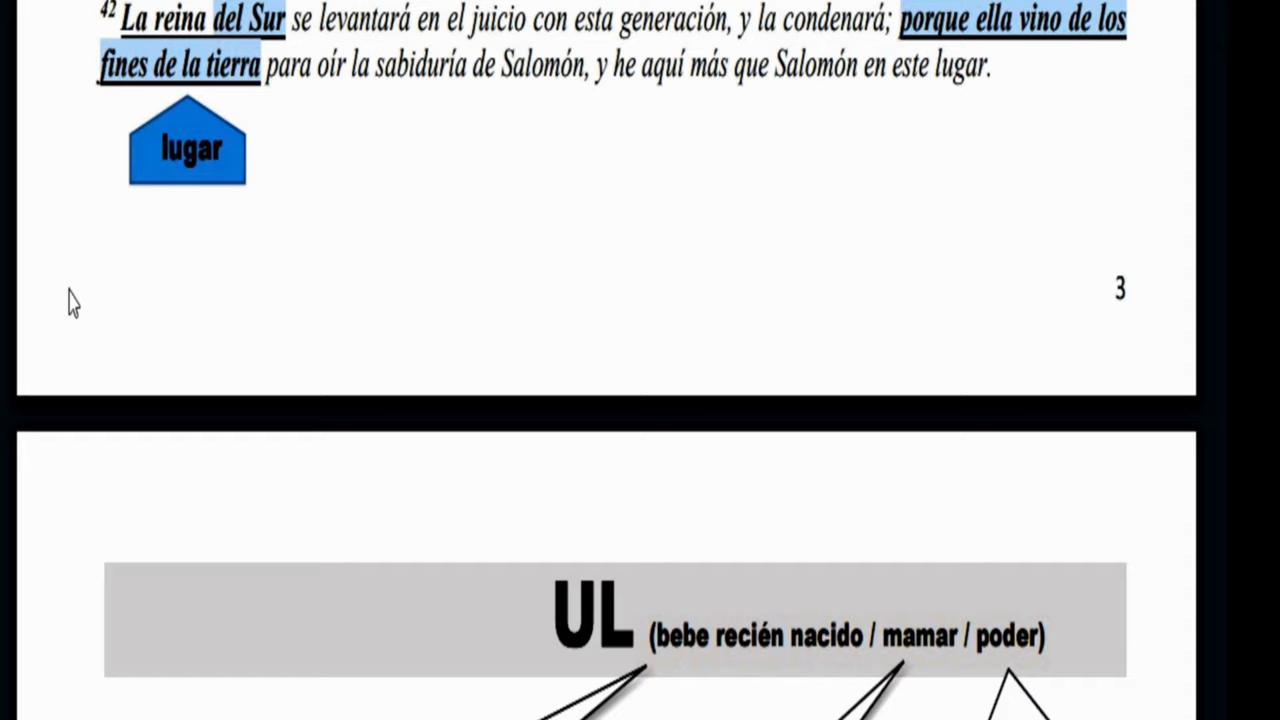 42 La reina del Sur se levantará en el juicio con esta generación, y la condenará; porque ella vino de los
fines de la tierra para oír la sabiduría de Salomón, y he aquí más que Salomón en este lugar.
lugar
3
UL (bebe recién nacido / mamar / poder)